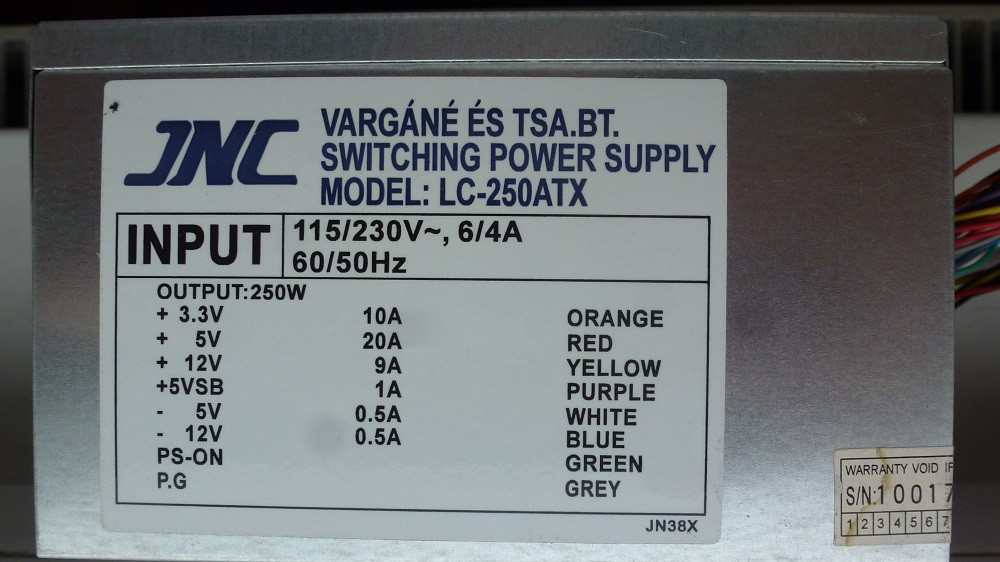 JNC
VARGÁNÉ ÉS TSA.BT.
SWITCHING POWER SUPPLY
MODEL: LC-250ATX
INPUT
115/230V~, 6/4A
60/50Hz
OUTPUT:250W
+ 3.3V 10A ORANGE
+ 5V 20A RED
+ 12V 9A YELLOW
+5VSB 1A PURPLE
- 5V 0.5A WHITE
- 12V 0.5A BLUE
PS-ON GREEN
P.G GREY
JN38X
WARRANTY VOID IF
S/N:10017
1 2 3 4 5 6 7